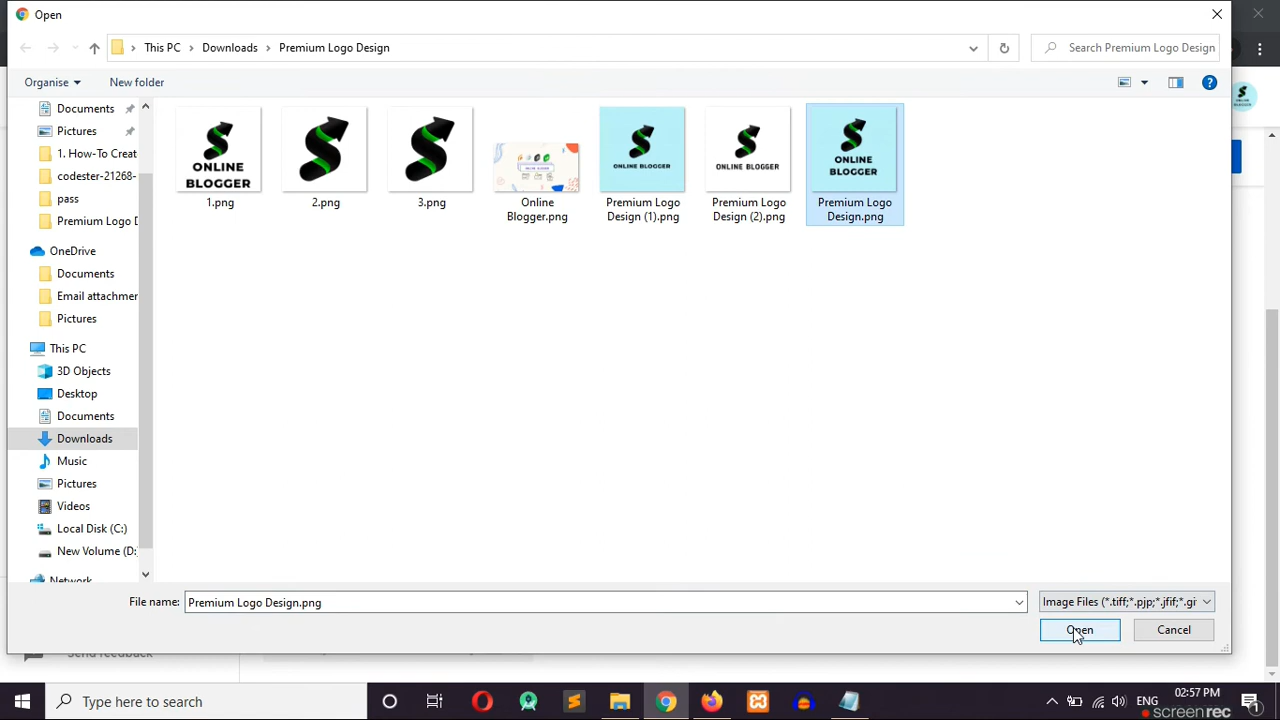 Open
This PC
Downloads
Premium Logo Design
Search Premium Logo Design
Organise
New folder
Documents
Pictures
1. How-To Creat
codester-21268-
pass
Premium Logo D
OneDrive
Documents
Email attachmen
Pictures
This PC
3D Objects
Desktop
Documents
Downloads
Music
Pictures
Videos
Local Disk (C:)
New Volume (D:
Network
ONLINE
BLOGGER
1.png
2.png
3.png
Online
Blogger.png
ONLINE BLOGGER
Premium Logo
Design (1).png
ONLINE BLOGGER
Premium Logo
Design (2).png
ONLINE
BLOGGER
Premium Logo
Design.png
File name:
Premium Logo Design.png
Image Files (*.tiff;*.pjp;*.jfif;*.gi
Open
Cancel
Send feedback
Type here to search
ENG
02:57 PM
1
screenrec